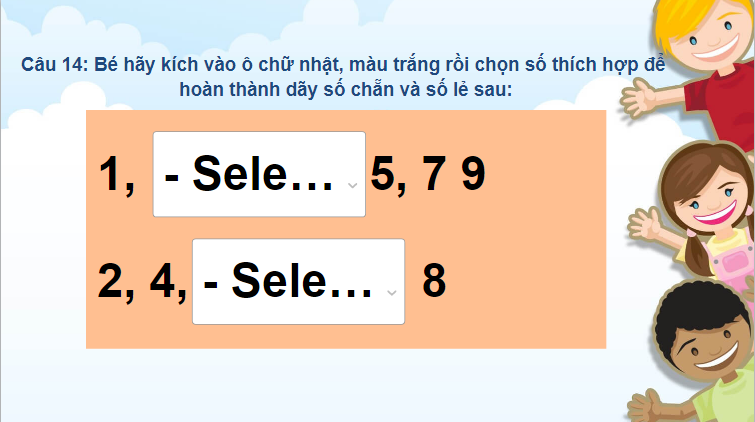 Câu 14: Bé hãy kích vào ô chữ nhật, màu trắng rồi chọn số thích hợp để
hoàn thành dãy số chẵn và số lẻ sau:
1, - Sele... 5, 7 9
2, 4, - Sele... 8